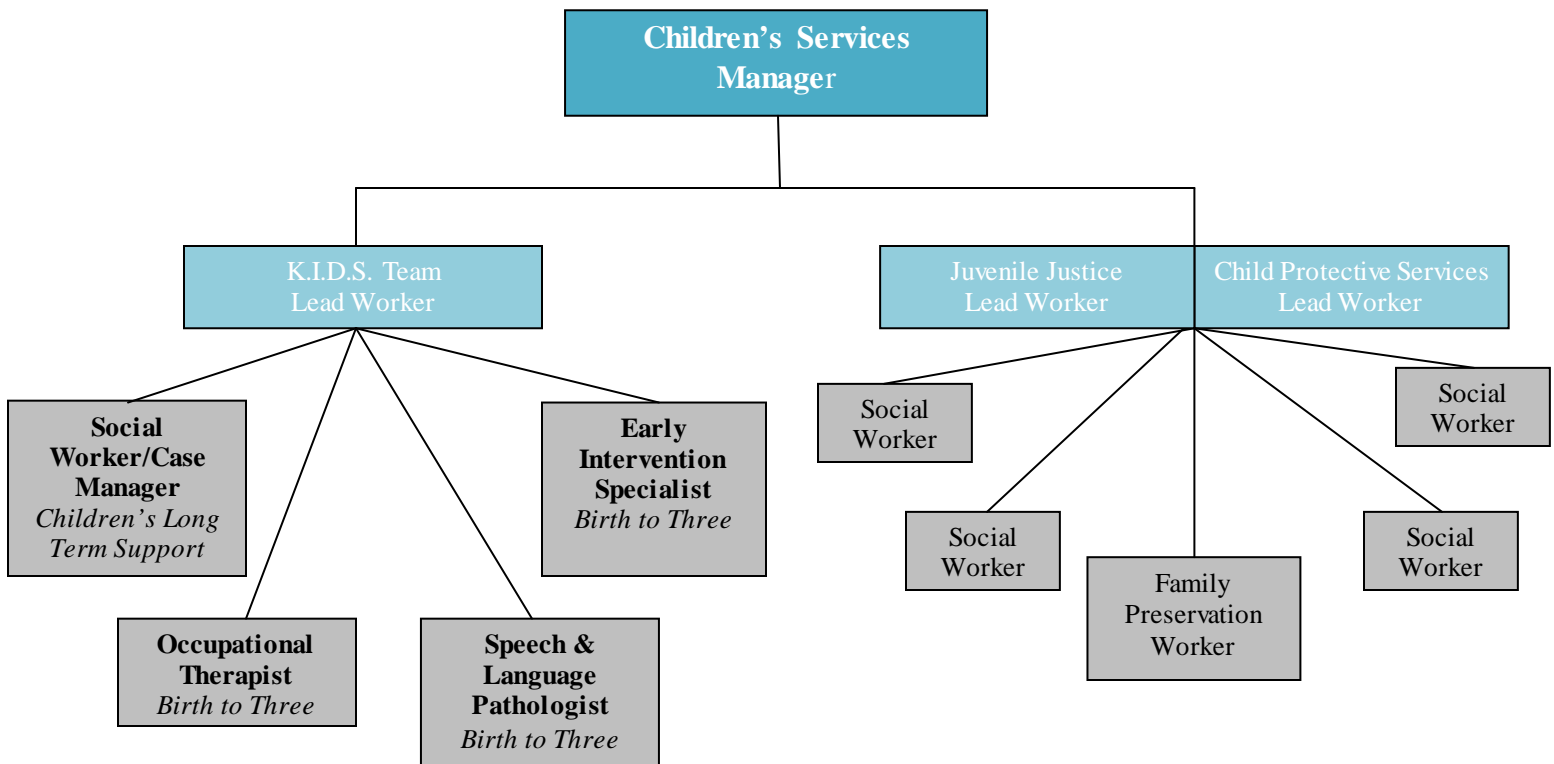 Children’s Services
Manager
K.I.D.S. Team
Lead Worker
Juvenile Justice
Lead Worker
Child Protective Services
Lead Worker
Social
Worker/Case
Manager
Children’s Long
Term Support
Early
Intervention
Specialist
Birth to Three
Occupational
Therapist
Birth to Three
Speech &
Language
Pathologist
Birth to Three
Social
Worker
Social
Worker
Family
Preservation
Worker
Social
Worker
Social
Worker